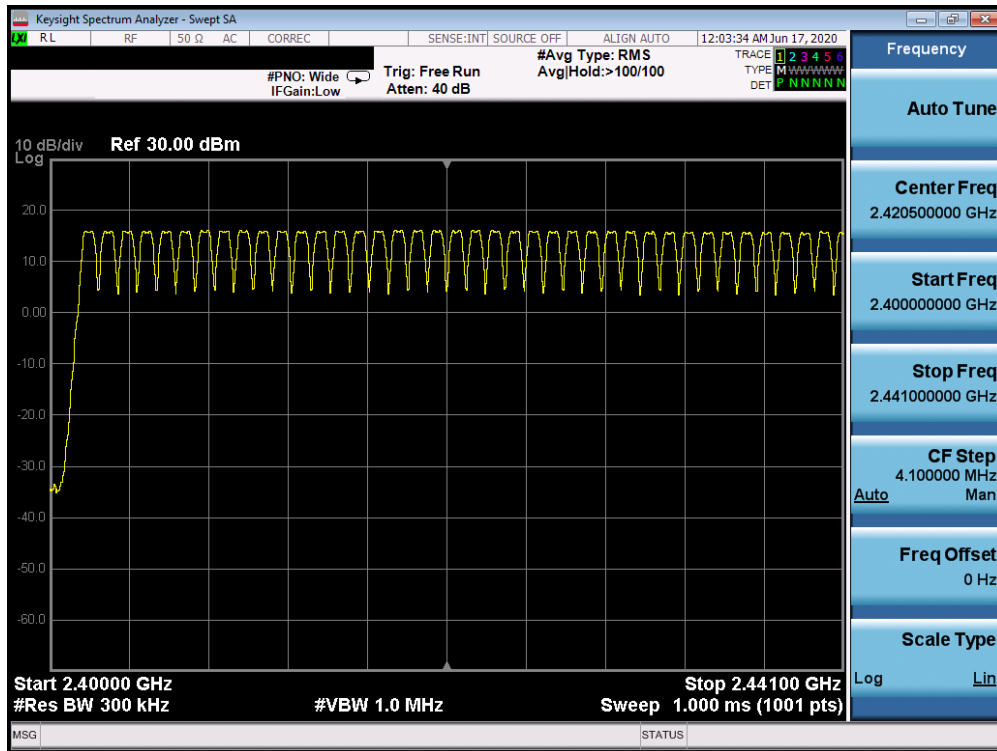 Keysight Spectrum Analyzer - Swept SA
LXI RL RF 50 Ω AC CORREC SENSE:INT SOURCE OFF ALIGN AUTO 12:03:34 AM Jun 17, 2020
#Avg Type: RMS
TRACE 1 2 3 4 5 6
#PNO: Wide Trig: Free Run Avg|Hold:>100/100
TYPE M WWWWW
IFGain:Low Atten: 40 dB
DET P N N N N N
Frequency
Auto Tune
10 dB/div Ref 30.00 dBm
Log
20.0
10.0
0.00
-10.0
-20.0
-30.0
-40.0
-50.0
-60.0
Center Freq
2.420500000 GHz
Start Freq
2.400000000 GHz
Stop Freq
2.441000000 GHz
CF Step
4.100000 MHz
Auto Man
Freq Offset
0 Hz
Scale Type
Log Lin
Start 2.40000 GHz Stop 2.44100 GHz
#Res BW 300 kHz #VBW 1.0 MHz Sweep 1.000 ms (1001 pts)
MSG STATUS